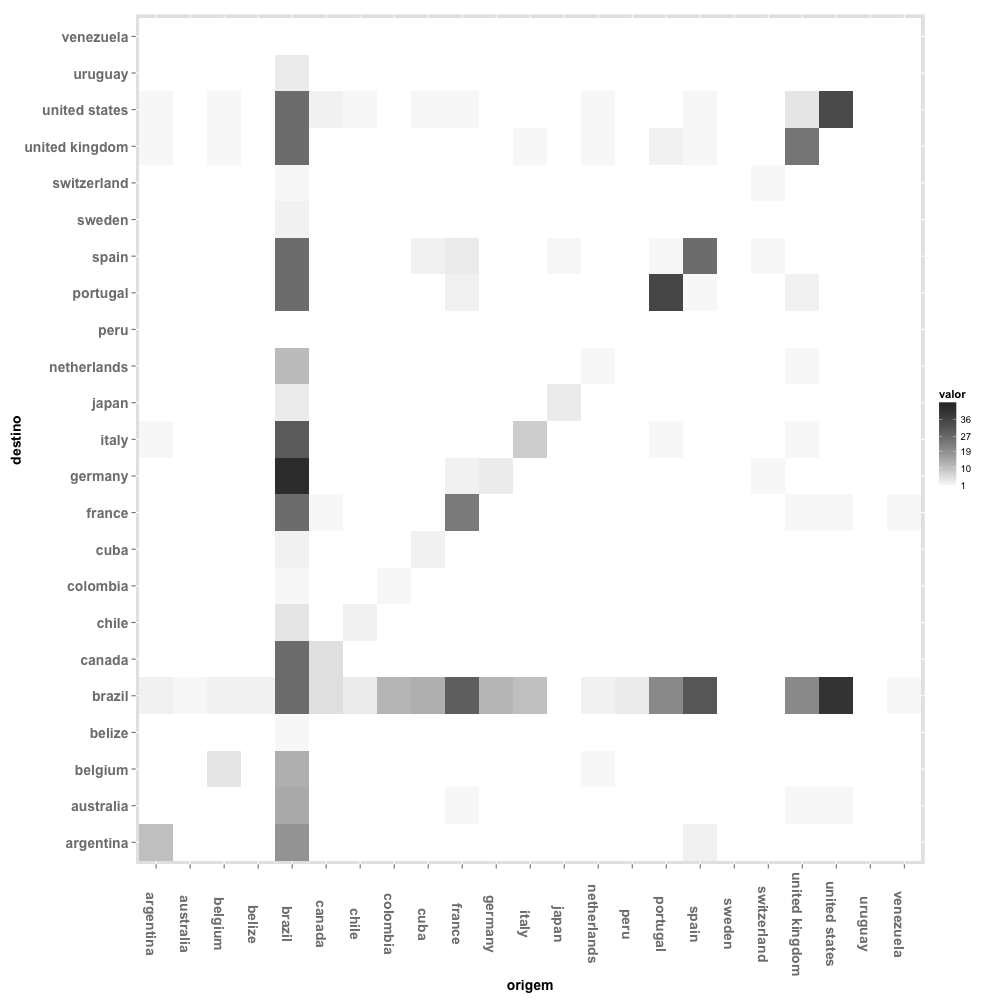 venezuela
uruguay
united states
united kingdom
switzerland
sweden
spain
portugal
peru
netherlands
japan
italy
germany
france
cuba
colombia
chile
canada
brazil
belize
belgium
australia
argentina
destino
argentina
australia
belgium
belize
brazil
canada
chile
colombia
cuba
france
germany
italy
japan
netherlands
peru
portugal
spain
sweden
switzerland
united kingdom
united states
uruguay
venezuela
origem
valor
36
27
19
10
1